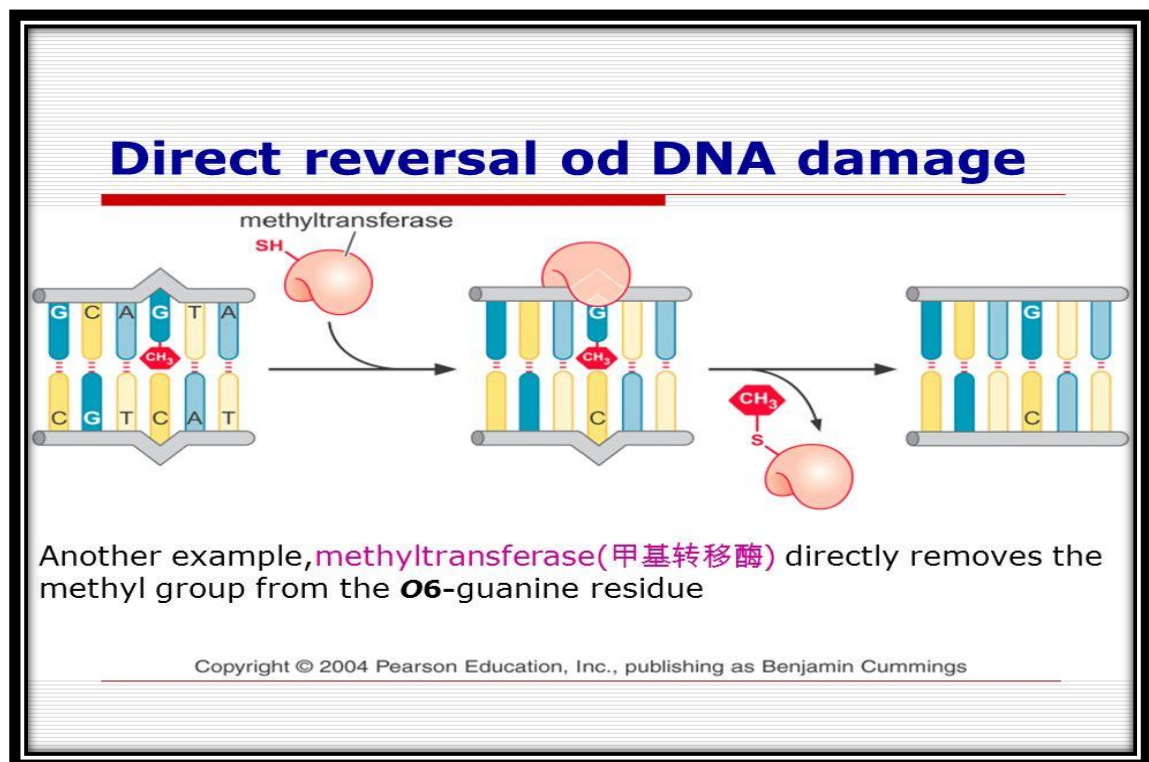 Direct reversal od DNA damage
methyltransferase
SH
G C A G T A
CH3
C G T C A T
G
CH3
C
CH3
S
G
C
Another example,methyltransferase(甲基转移酶) directly removes the
methyl group from the O6-guanine residue
Copyright © 2004 Pearson Education, Inc., publishing as Benjamin Cummings